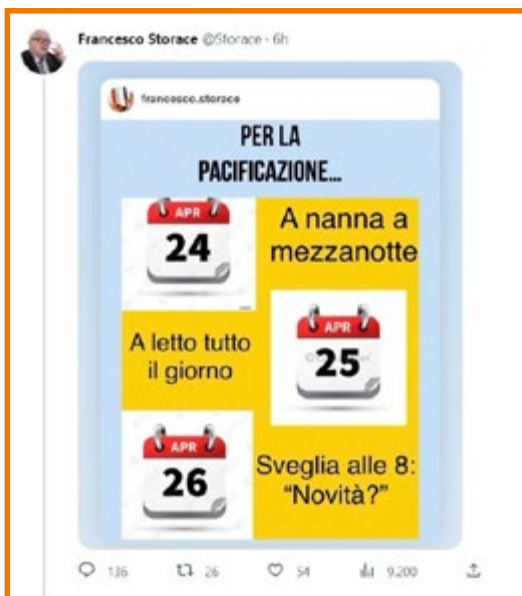 Francesco Storace @Storace · 6h
francesco.storace
PER LA
PACIFICAZIONE...
APR
24
A nanna a
mezzanotte
A letto tutto
il giorno
APR
25
APR
26
Sveglia alle 8:
“Novità?”
136 26 54 9.200